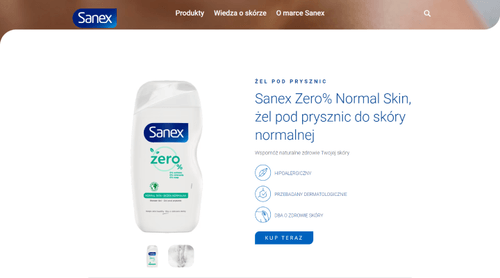 Sanex
Produkty
Wiedza o skórze
O marce Sanex
ŻEL POD PRYSZNIC
Sanex Zero% Normal Skin,
żel pod prysznic do skóry
normalnej
Wspomóż naturalne zdrowie Twojej skóry
HIPOALERGICZNY
PRZEBADANY DERMATOLOGICZNIE
DBA O ZDROWIE SKÓRY
KUP TERAZ
Sanex
zero
%